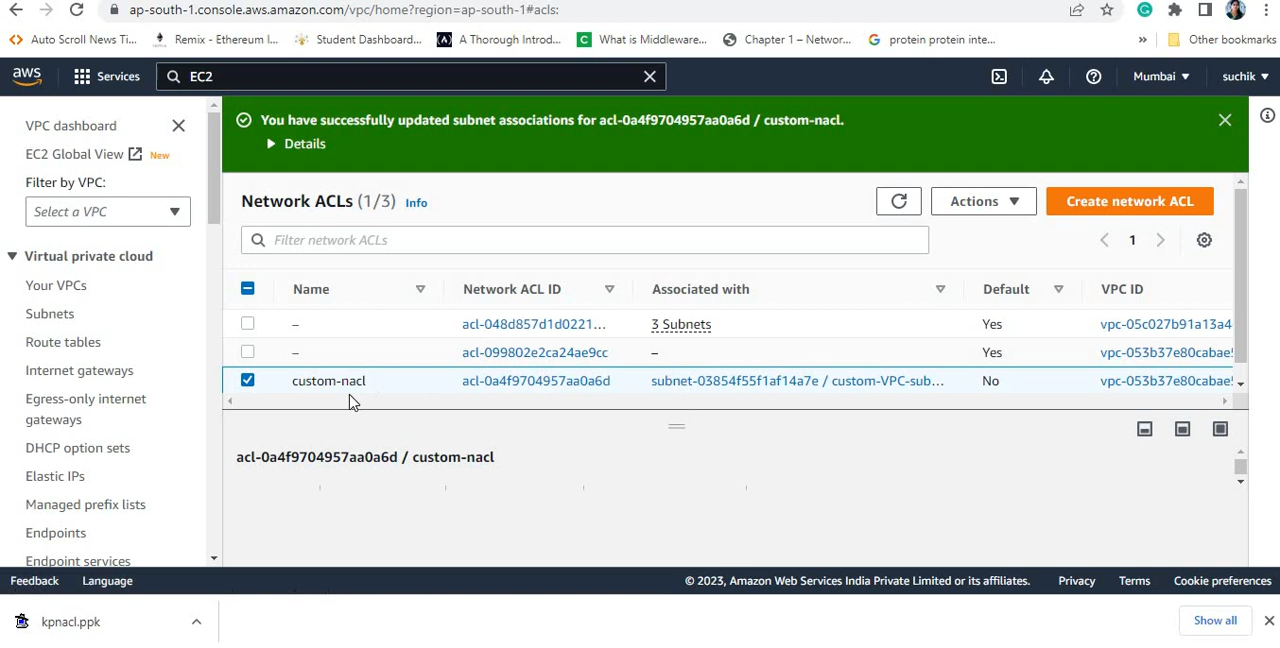 ap-south-1.console.aws.amazon.com/vpc/home?region=ap-south-1#acls:
Auto Scroll News Ti... Remix - Ethereum I... Student Dashboard... A Thorough Introd... What is Middleware... Chapter 1 – Networ... protein protein inte... » Other bookmarks
aws Services EC2 Mumbai suchik
VPC dashboard
EC2 Global View New
Filter by VPC:
Select a VPC
Virtual private cloud
Your VPCs
Subnets
Route tables
Internet gateways
Egress-only internet
gateways
DHCP option sets
Elastic IPs
Managed prefix lists
Endpoints
Endpoint services
You have successfully updated subnet associations for acl-0a4f9704957aa0a6d / custom-nacl.
Details
Network ACLs (1/3) Info Actions Create network ACL
Filter network ACLs 1
Name Network ACL ID Associated with Default VPC ID
– acl-048d857d1d0221... 3 Subnets Yes vpc-05c027b91a13a4
– acl-099802e2ca24ae9cc – Yes vpc-053b37e80cabae
custom-nacl acl-0a4f9704957aa0a6d subnet-03854f55f1af14a7e / custom-VPC-sub... No vpc-053b37e80cabae
acl-0a4f9704957aa0a6d / custom-nacl
Feedback Language © 2023, Amazon Web Services India Private Limited or its affiliates. Privacy Terms Cookie preferences
kpnacl.ppk Show all